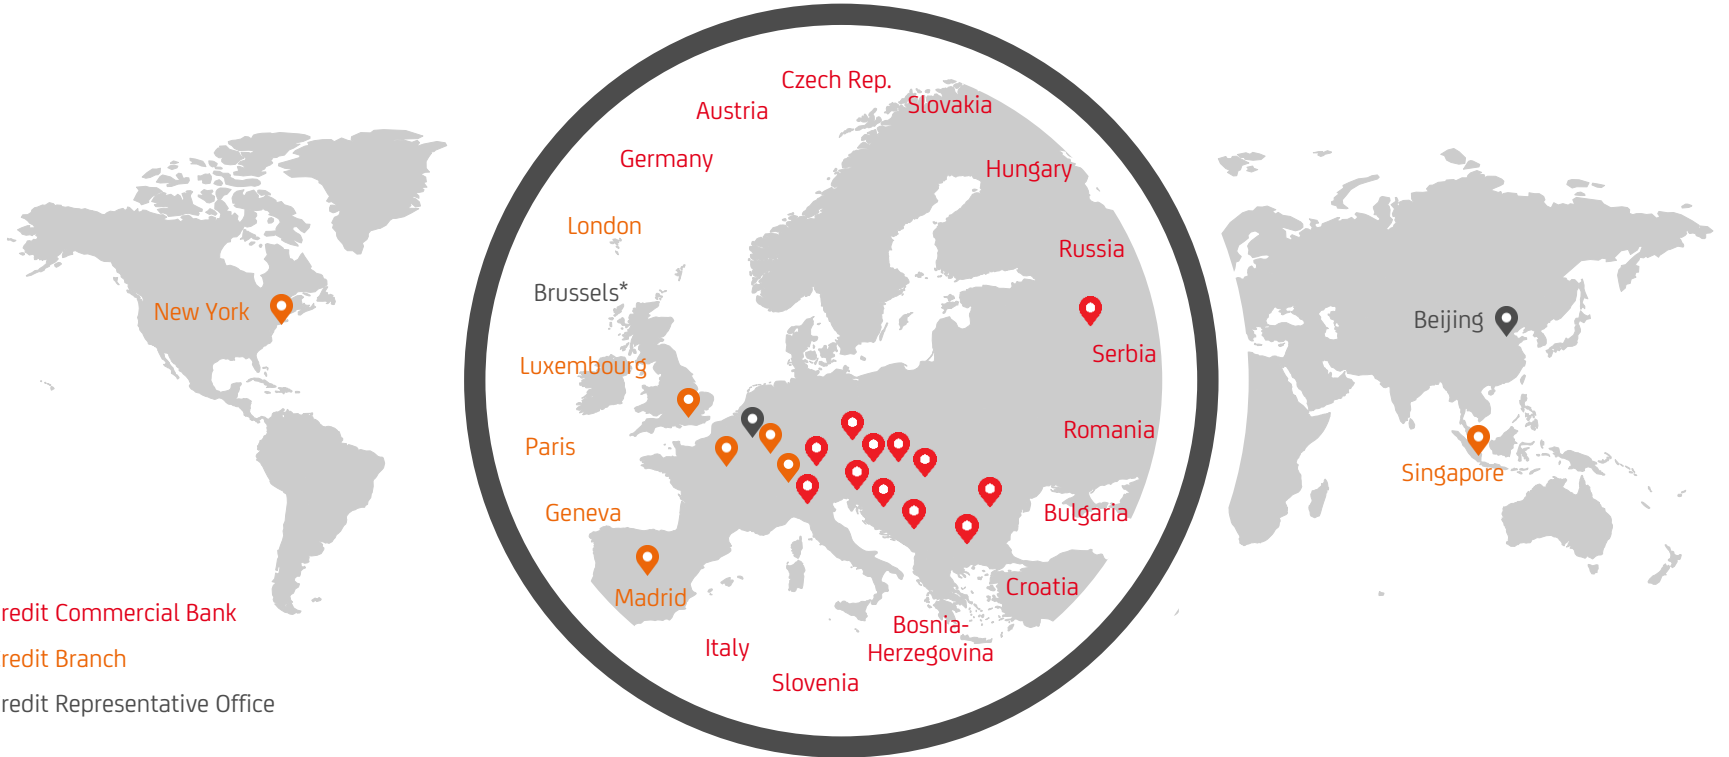 Czech Rep.
Austria
Slovakia
Germany
Hungary
London
Russia
Brussels*
New York
Beijing
Serbia
Luxembourg
Romania
Paris
Singapore
Geneva
Bulgaria
Croatia
Madrid
redit Commercial Bank
Bosnia-
Herzegovina
Italy
redit Branch
Slovenia
redit Representative Office